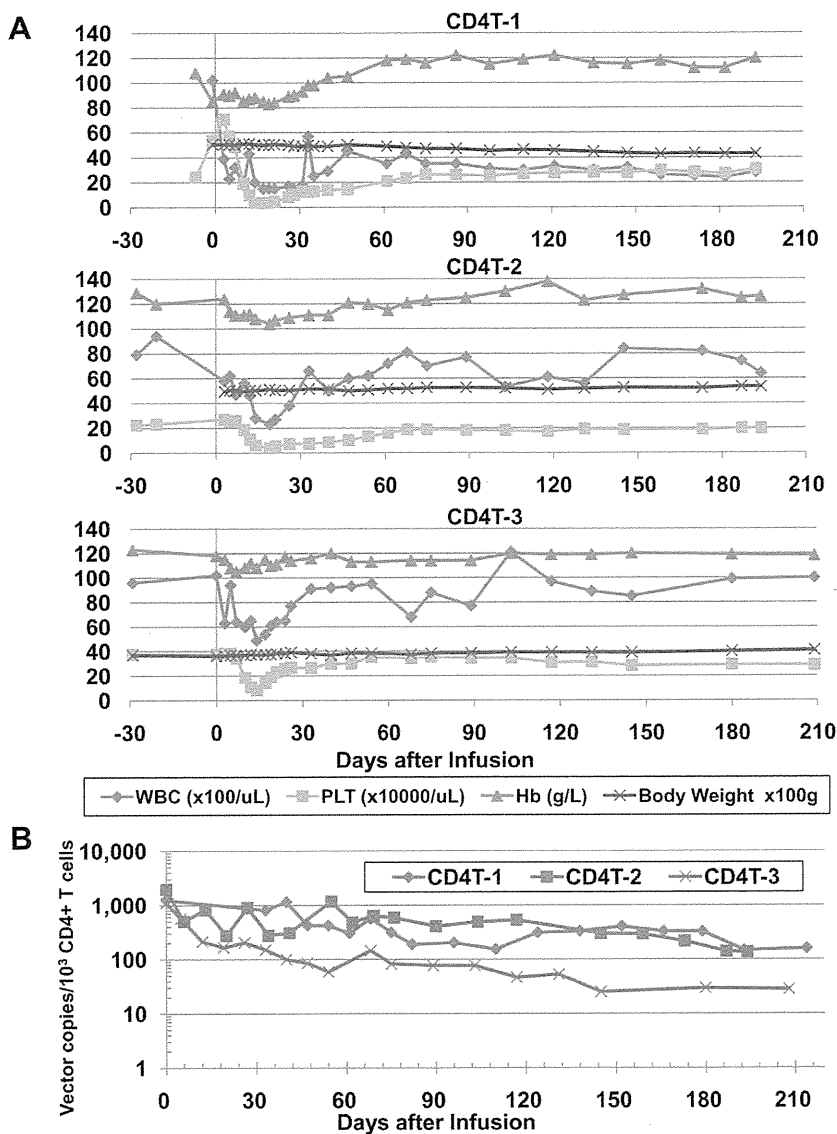 A
CD4T-1
140
120
100
80
60
40
20
0
-30 0 30 60 90 120 150 180 210
CD4T-2
140
120
100
80
60
40
20
0
-30 0 30 60 90 120 150 180 210
CD4T-3
140
120
100
80
60
40
20
0
-30 0 30 60 90 120 150 180 210
Days after Infusion
WBC (x100/uL) PLT (x10000/uL) Hb (g/L) Body Weight x100g
B
Vector copies/10³ CD4+ T cells
10,000
1,000
100
10
1
CD4T-1 CD4T-2 CD4T-3
0 30 60 90 120 150 180 210
Days after Infusion